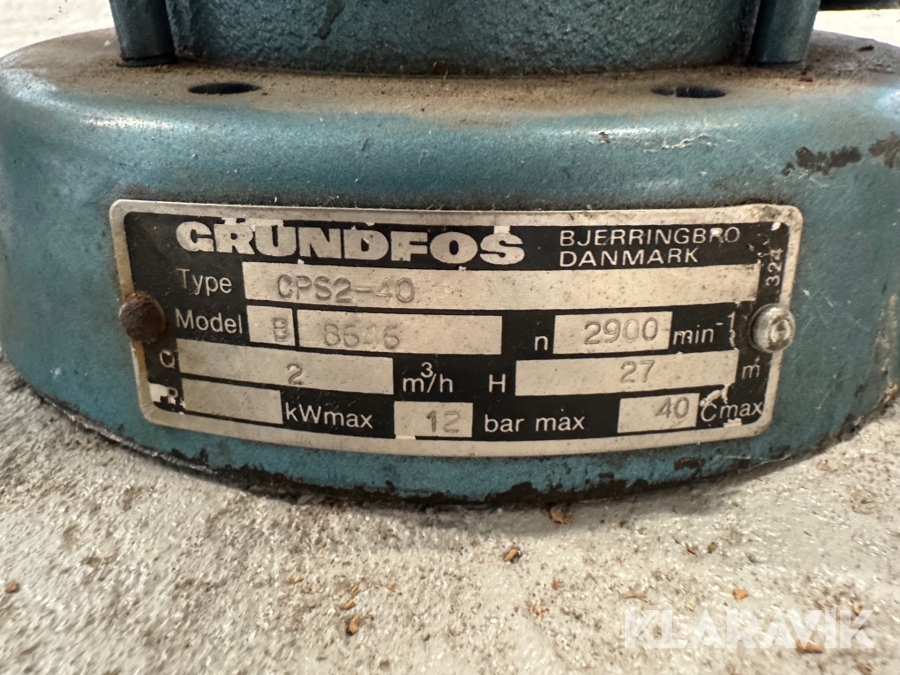 GRUNDFOS BJERRINGBRO
DANMARK
324
Type CPS2-40
Model B 8646 n 2900 min-1
Q 2 m3/h H 27 m
P kWmax 12 bar max 40 Cmax
KLARAVIK